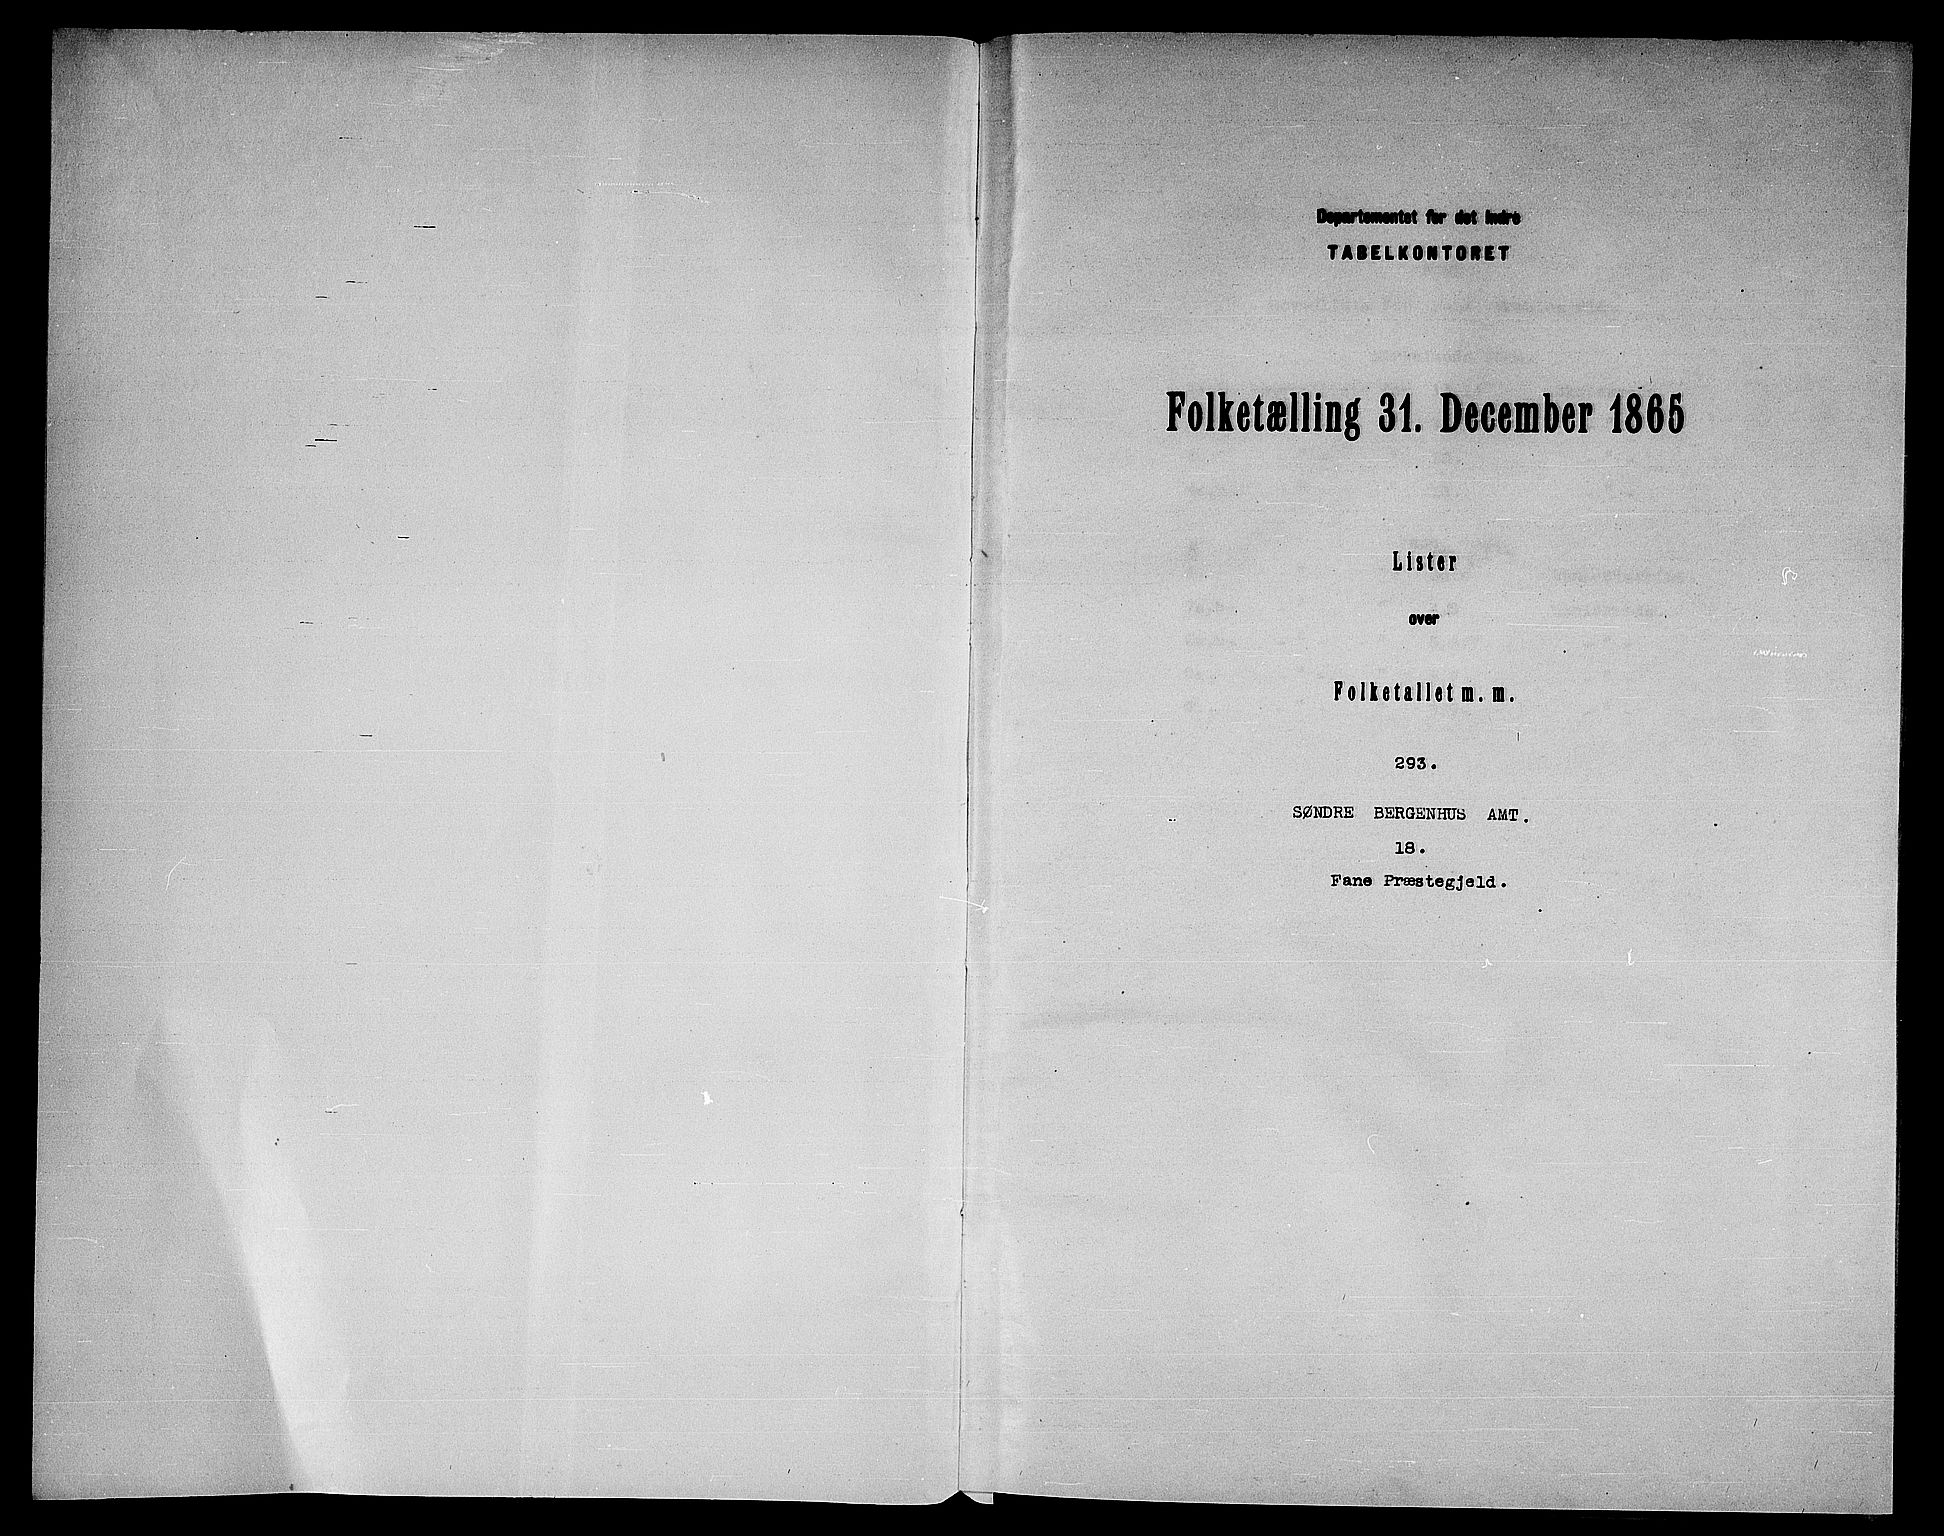 Departementet for det Indre
TABELKONTORET
Folketælling 31. December 1865
Lister
over
Folketallet m. m.
293.
SØNDRE BERGENHUS AMT.
18.
Fane Præstegjeld.